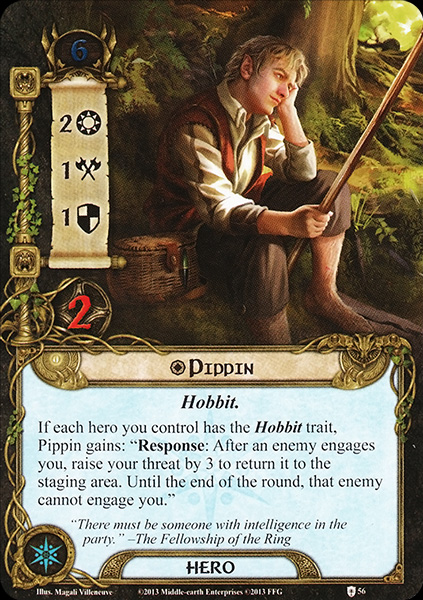 6
2
1
1
2
Pippin
Hobbit.
If each hero you control has the Hobbit trait,
Pippin gains: “Response: After an enemy engages
you, raise your threat by 3 to return it to the
staging area. Until the end of the round, that enemy
cannot engage you.”
“There must be someone with intelligence in the
party.” –The Fellowship of the Ring
HERO
Illus. Magali Villeneuve ©2013 Middle-earth Enterprises ©2013 FFG 56